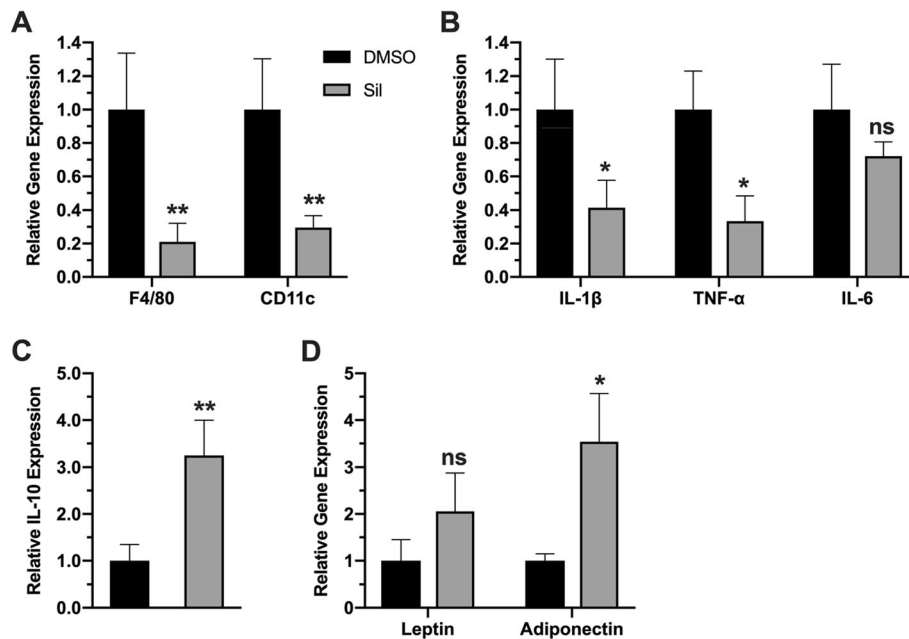 A
Relative Gene Expression
1.4
1.2
1.0
0.8
0.6
0.4
0.2
0.0
**
**
F4/80
CD11c
DMSO
Sil
B
Relative Gene Expression
1.4
1.2
1.0
0.8
0.6
0.4
0.2
0.0
*
*
ns
IL-1β
TNF-α
IL-6
C
Relative IL-10 Expression
5.0
4.0
3.0
2.0
1.0
0.0
**
D
Relative Gene Expression
5
4
3
2
1
0
ns
*
Leptin
Adiponectin